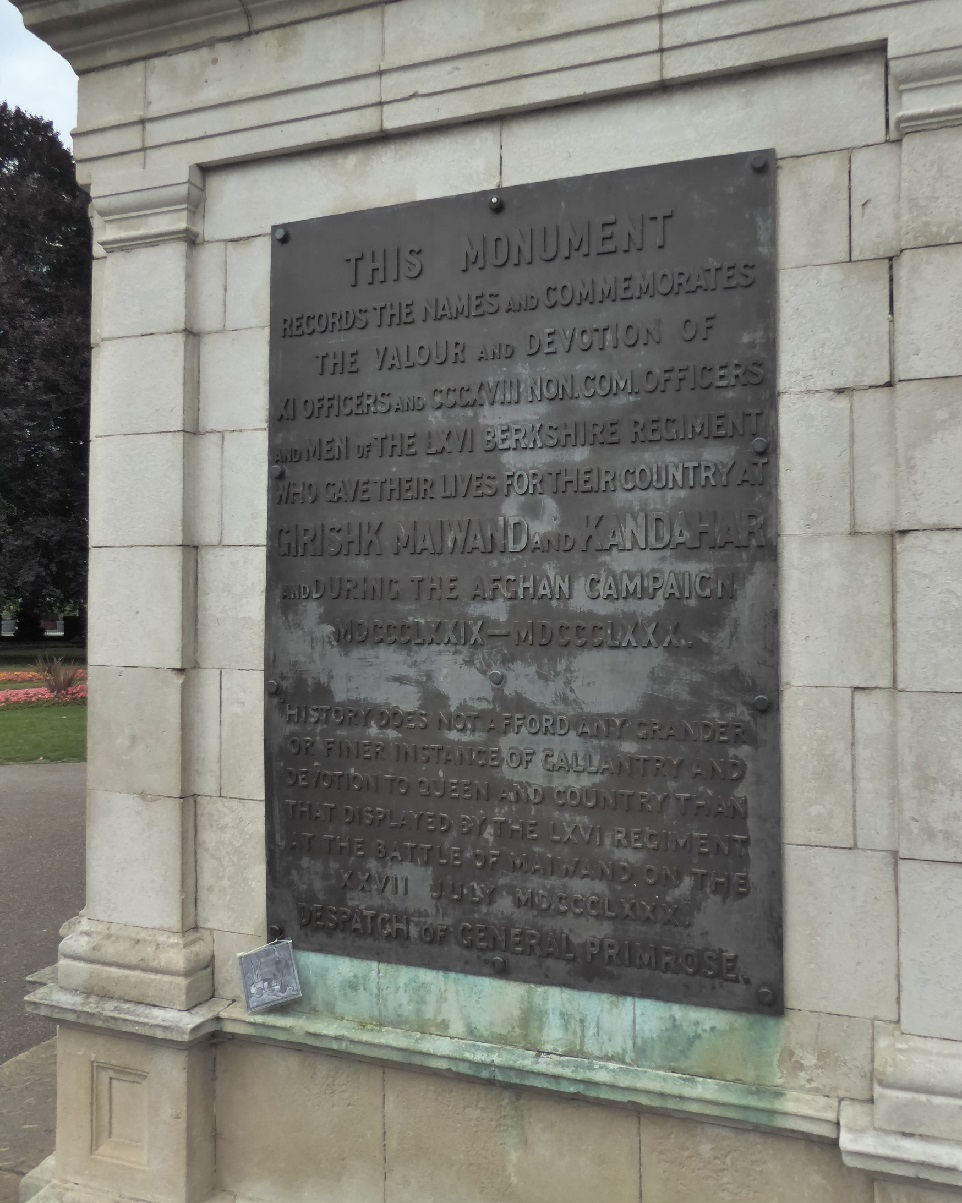 THIS MONUMENT
RECORDS THE NAMES AND COMMEMORATES
THE VALOUR AND DEVOTION OF
XI OFFICERS AND CCCXVIII NON.COM.OFFICERS
AND MEN OF THE LXVI BERKSHIRE REGIMENT
WHO GAVE THEIR LIVES FOR THEIR COUNTRY AT
GIRISHK MAIWAND AND KANDAHAR
AND DURING THE AFGHAN CAMPAIGN
MDCCCLXXIX—MDCCCLXXX.
HISTORY DOES NOT AFFORD ANY GRANDER
OR FINER INSTANCE OF GALLANTRY AND
DEVOTION TO QUEEN AND COUNTRY THAN
THAT DISPLAYED BY THE LXVI REGIMENT
AT THE BATTLE OF MAIWAND ON THE
XXVII JULY MDCCCLXXX.
DESPATCH OF GENERAL PRIMROSE.